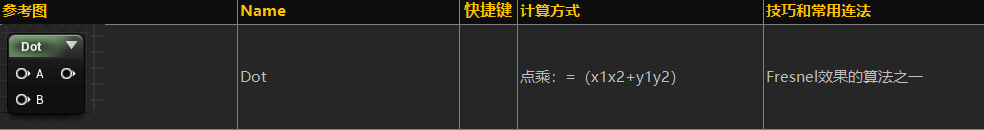 参考图 Name 快捷键 计算方式 技巧和常用连法
Dot
A
B
Dot 点乘：=（x1x2+y1y2） Fresnel效果的算法之一